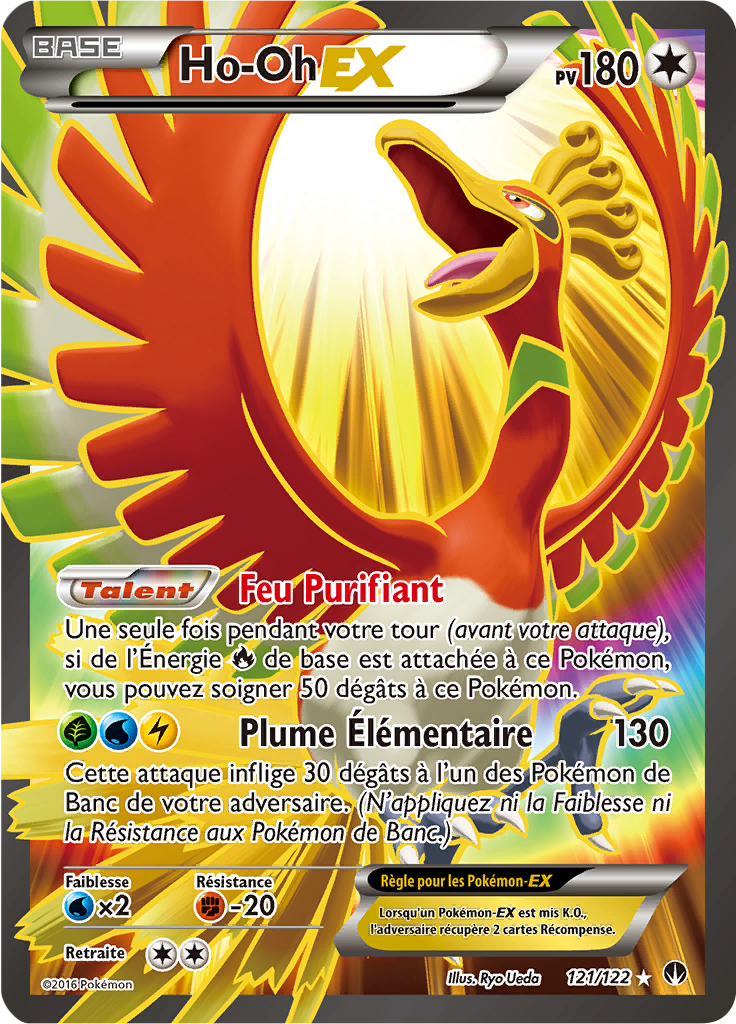 BASE Ho-Oh EX PV180
Talent Feu Purifiant
Une seule fois pendant votre tour (avant votre attaque),
si de l'Énergie de base est attachée à ce Pokémon,
vous pouvez soigner 50 dégâts à ce Pokémon.
Plume Élémentaire 130
Cette attaque inflige 30 dégâts à l'un des Pokémon de
Banc de votre adversaire. (N'appliquez ni la Faiblesse ni
la Résistance aux Pokémon de Banc.)
Faiblesse Résistance
×2 -20
Retraite
Règle pour les Pokémon-EX
Lorsqu'un Pokémon-EX est mis K.O.,
l'adversaire récupère 2 cartes Récompense.
©2016 Pokémon Illus. Ryo Ueda 121/122